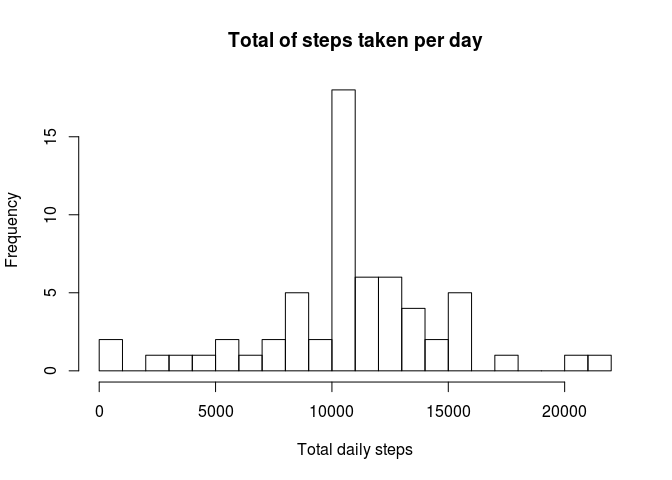 Total of steps taken per day
Frequency
15
10
5
0
0 5000 10000 15000 20000
Total daily steps